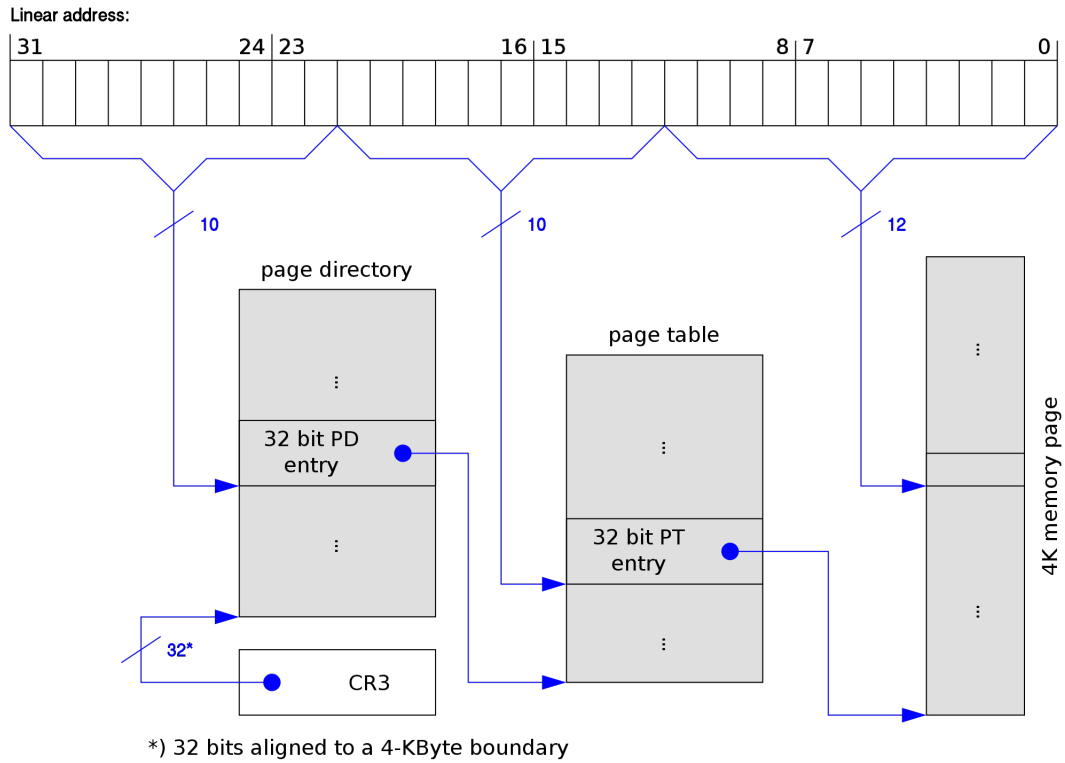 Linear address:
31 24 23 16 15 8 7 0
10 10 12
page directory
page table
...
...
...
32 bit PD
entry
4K memory page
32 bit PT
entry
...
...
...
32*
CR3
*) 32 bits aligned to a 4-KByte boundary